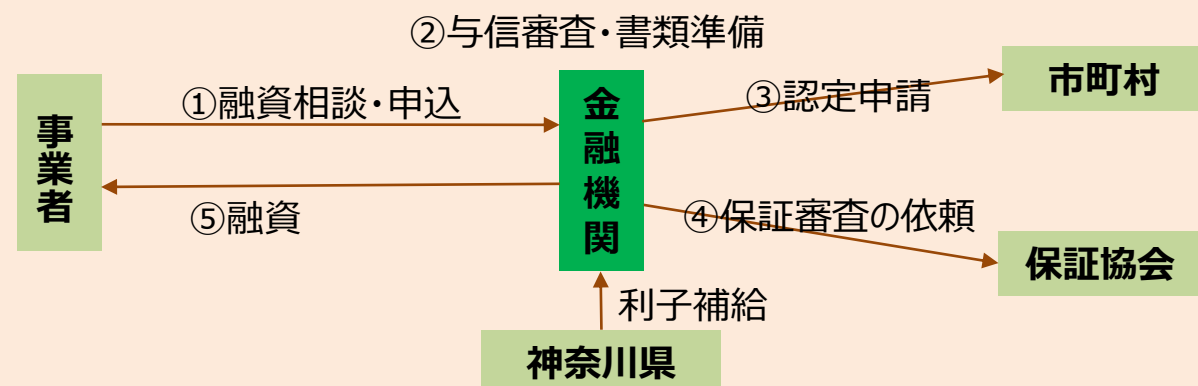 ②与信審査・書類準備
市町村
①融資相談・申込
金融機関
③認定申請
事業者
⑤融資
④保証審査の依頼
保証協会
利子補給
神奈川県